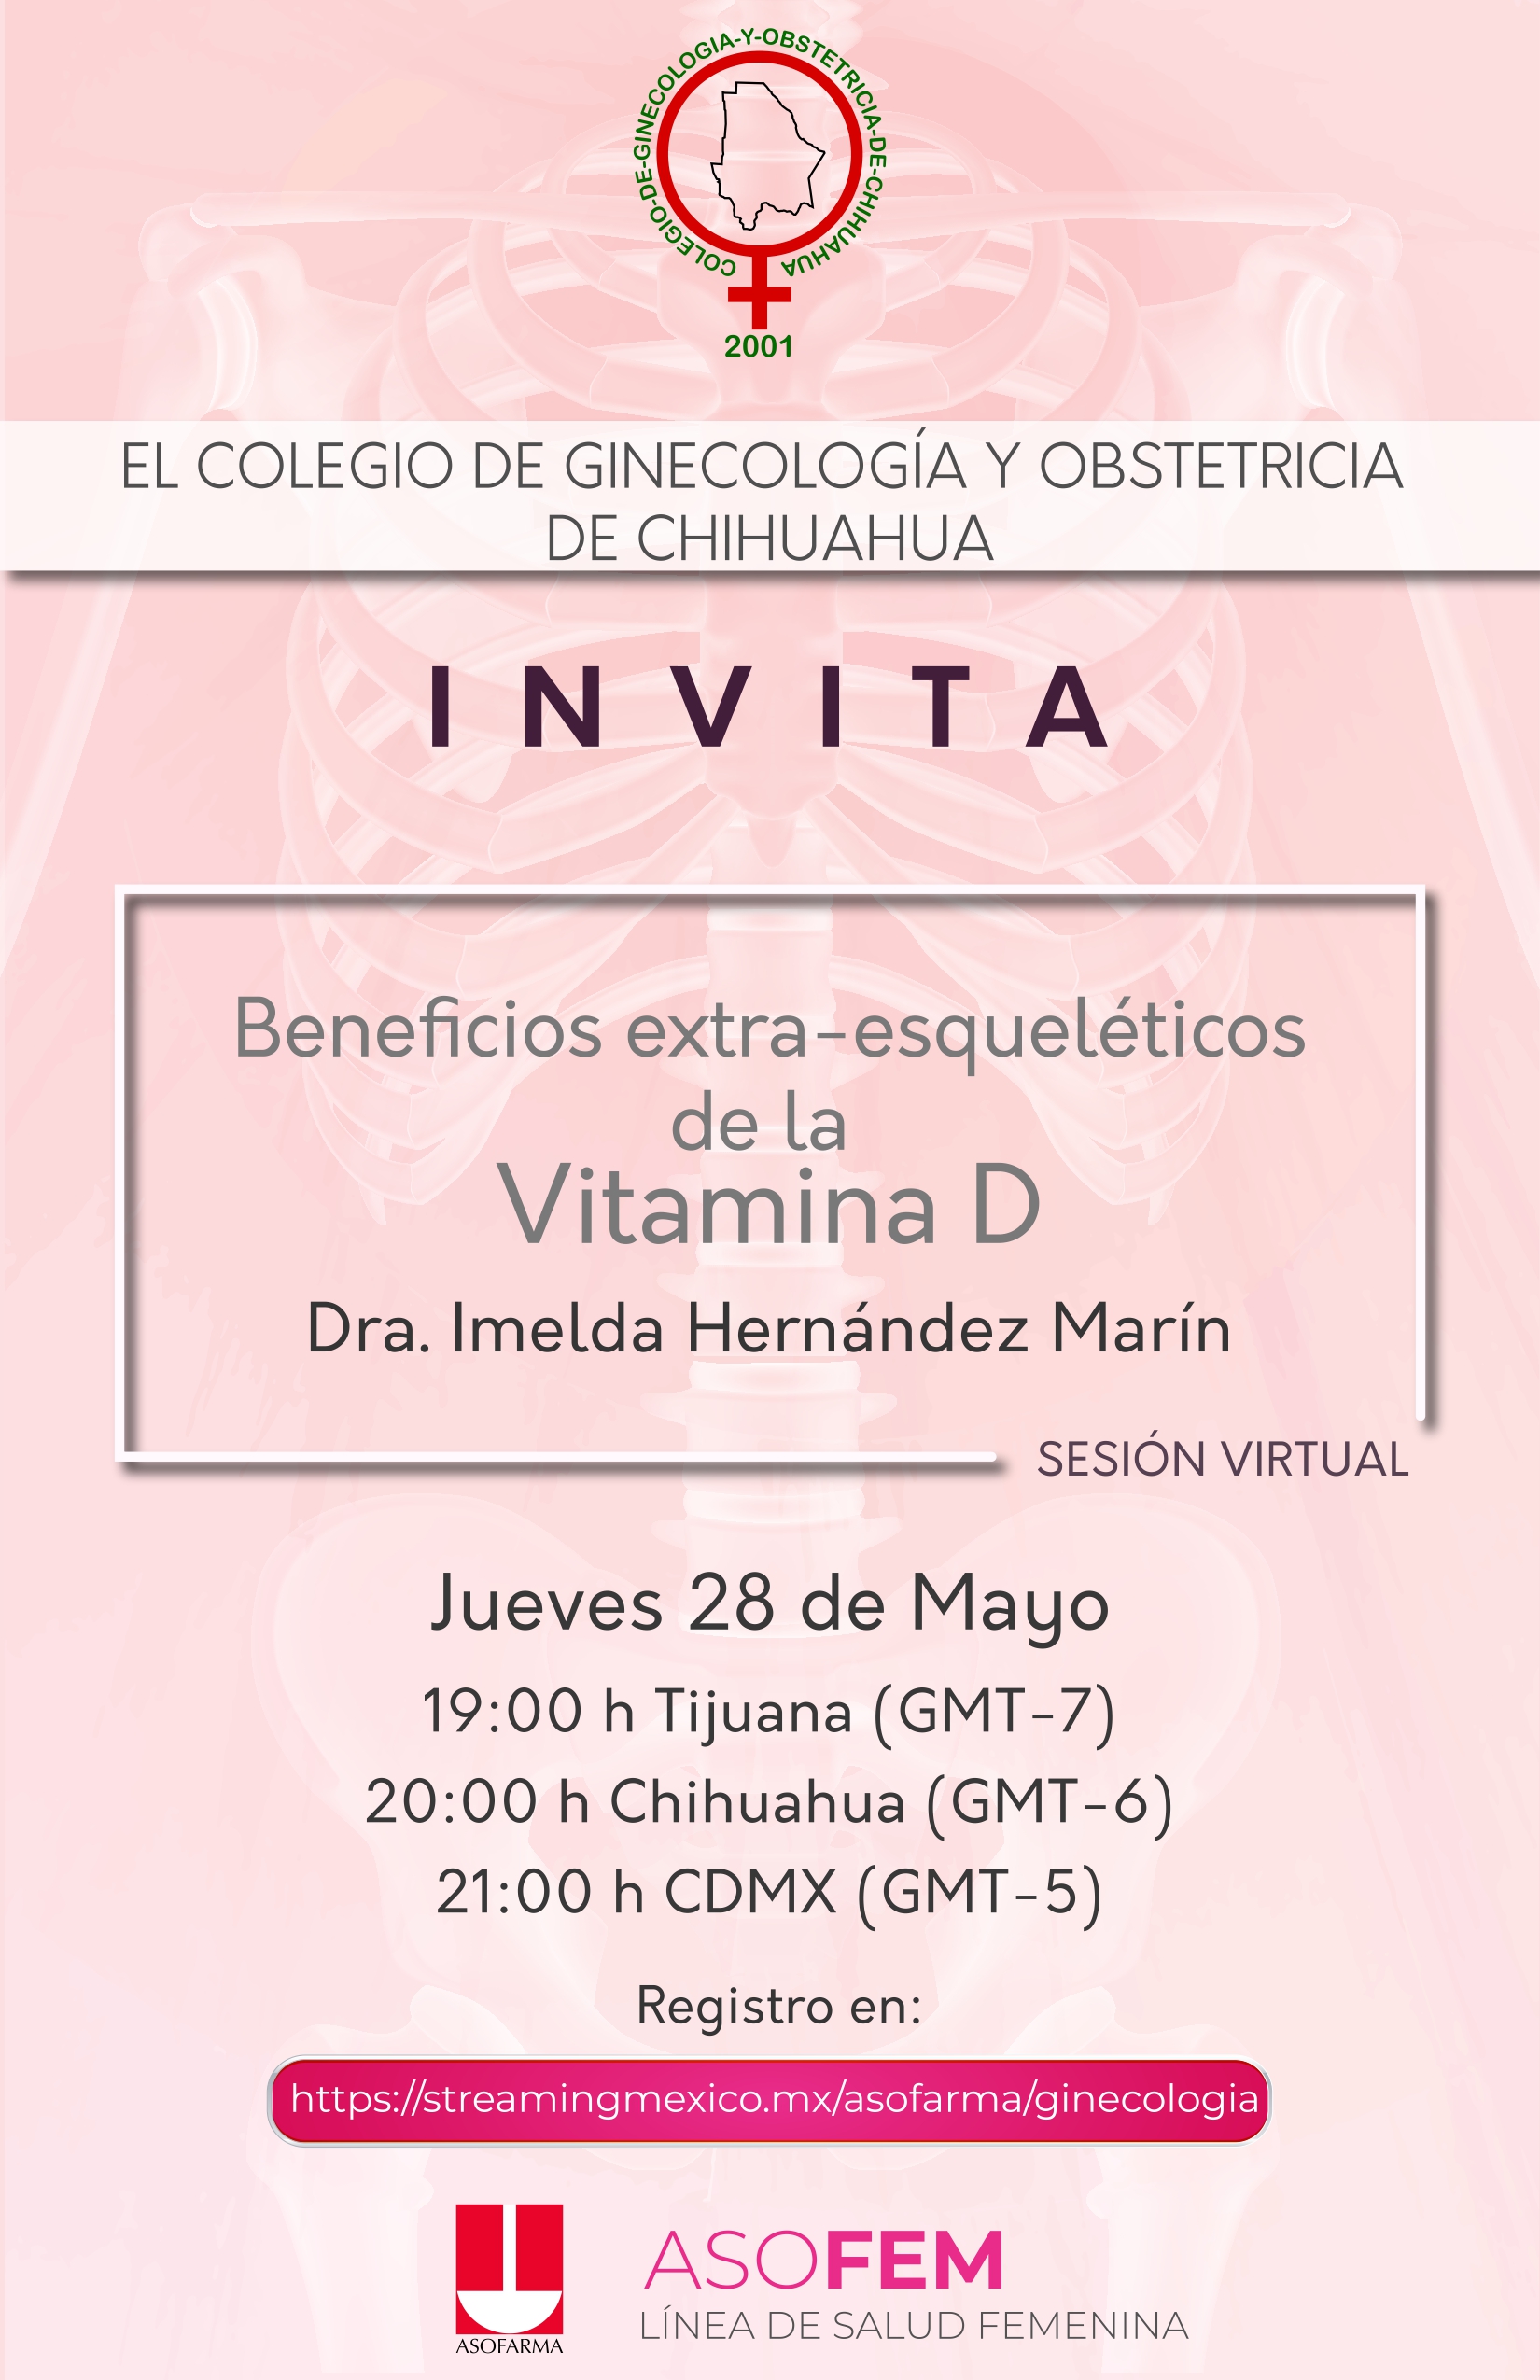 COLEGIO-DE-GINECOLOGIA-Y-OBSTETRICIA-DE-CHIHUAHUA
2001
EL COLEGIO DE GINECOLOGÍA Y OBSTETRICIA
DE CHIHUAHUA
INVITA
Beneficios extra-esqueléticos
de la
Vitamina D
Dra. Imelda Hernández Marín
SESIÓN VIRTUAL
Jueves 28 de Mayo
19:00 h Tijuana (GMT-7)
20:00 h Chihuahua (GMT-6)
21:00 h CDMX (GMT-5)
Registro en:
https://streamingmexico.mx/asofarma/ginecologia
ASOFARMA
ASOFEM
LÍNEA DE SALUD FEMENINA